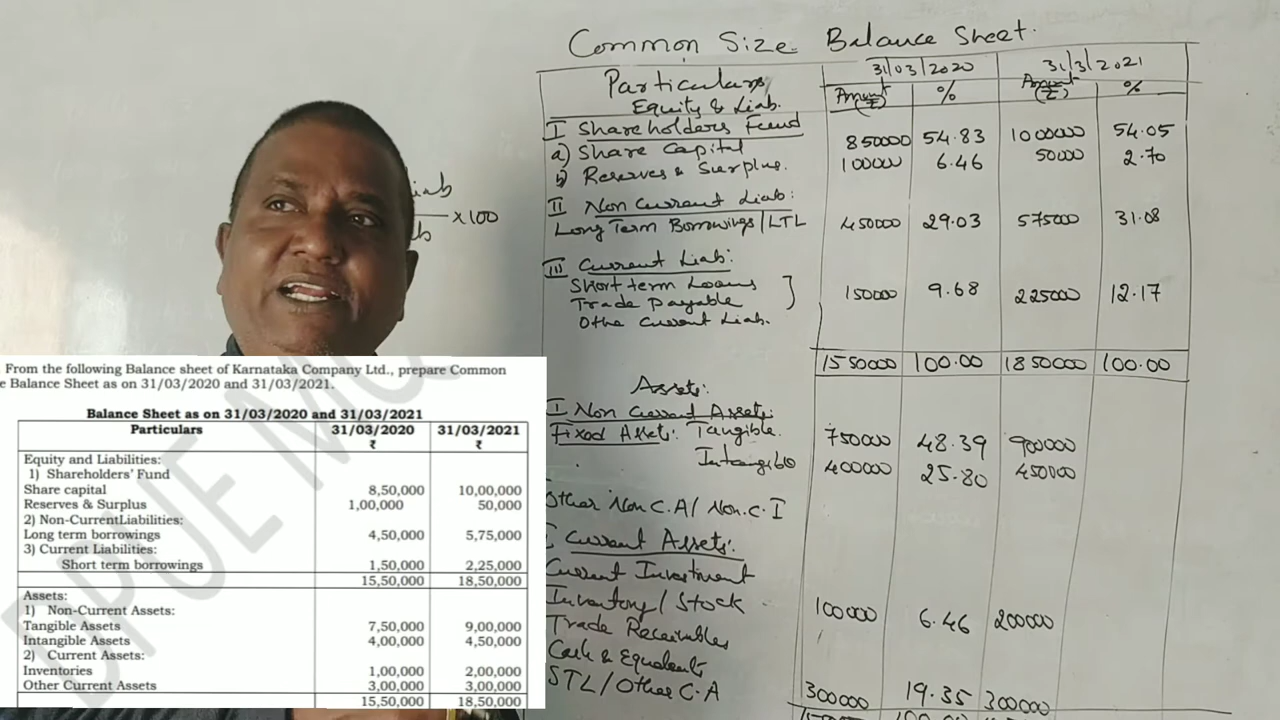 Common Size Balance Sheet.
Particulars 31/03/2020 31/3/2021
Equity & Liab. Amount (₹) % Amount (₹) %
I Shareholders Fund
a) Share Capital 850000 54.83 1000000 54.05
b) Reserves & Surplus. 100000 6.46 50000 2.70
II Non Current Liab:
Long Term Borrowings/LTL 450000 29.03 575000 31.08
III Current Liab:
Short term Loans
Trade Payable 150000 9.68 225000 12.17
Othe Current Liab.
1550000 100.00 1850000 100.00
Assets:
I Non Current Assets:
Fixed Assets: Tangible. 750000 48.39 900000
Intangible 400000 25.80 450000
Other Non C.A/ Non.C.I
Current Assets:
Current Investment
Inventory/Stock 100000 6.46 200000
Trade Receivables
Cash & Equalents
STL/Other C.A 300000 19.35 300000
iab
x100
b
From the following Balance sheet of Karnataka Company Ltd., prepare Common
e Balance Sheet as on 31/03/2020 and 31/03/2021.
Balance Sheet as on 31/03/2020 and 31/03/2021
Particulars 31/03/2020 ₹ 31/03/2021 ₹
Equity and Liabilities:
1) Shareholders' Fund
Share capital 8,50,000 10,00,000
Reserves & Surplus 1,00,000 50,000
2) Non-CurrentLiabilities:
Long term borrowings 4,50,000 5,75,000
3) Current Liabilities:
Short term borrowings 1,50,000 2,25,000
15,50,000 18,50,000
Assets:
1) Non-Current Assets:
Tangible Assets 7,50,000 9,00,000
Intangible Assets 4,00,000 4,50,000
2) Current Assets:
Inventories 1,00,000 2,00,000
Other Current Assets 3,00,000 3,00,000
15,50,000 18,50,000